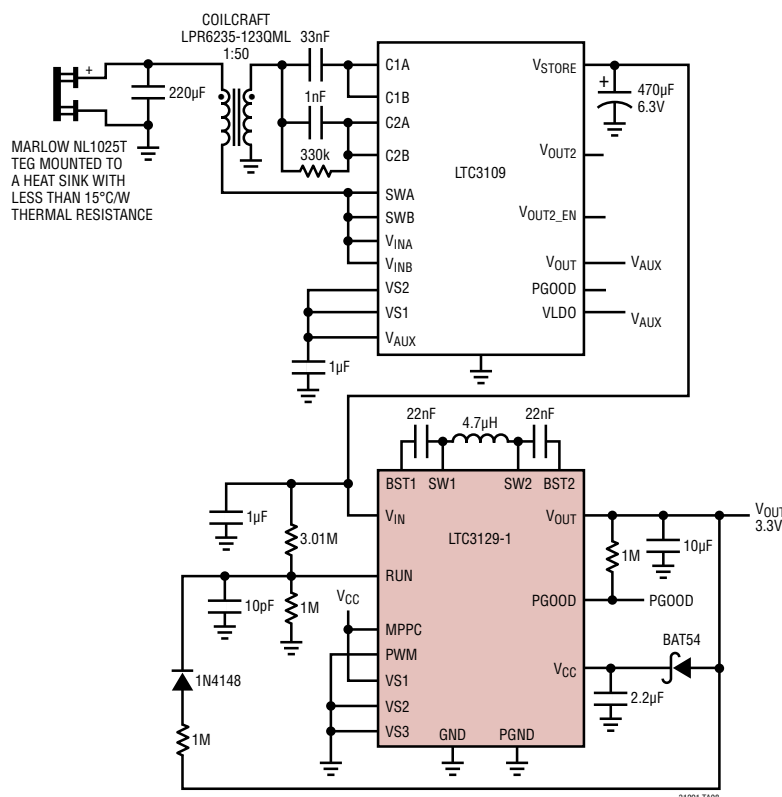 COILCRAFT
LPR6235-123QML
1:50
33nF
C1A
VSTORE
+
+
470µF
6.3V
220µF
C1B
1nF
C2A
330k
C2B
VOUT2
LTC3109
MARLOW NL1025T
TEG MOUNTED TO
A HEAT SINK WITH
LESS THAN 15°C/W
THERMAL RESISTANCE
SWA
SWB
VOUT2_EN
VINA
VINB
VOUT
VAUX
VS2
PGOOD
VS1
VLDO
VAUX
VAUX
1µF
22nF
4.7µH
22nF
BST1
SW1
SW2
BST2
1µF
VIN
VOUT
VOUT
3.3V
LTC3129-1
3.01M
1M
10µF
RUN
10pF
1M
VCC
PGOOD
PGOOD
MPPC
PWM
BAT54
VCC
1N4148
VS1
2.2µF
VS2
1M
VS3
GND
PGND